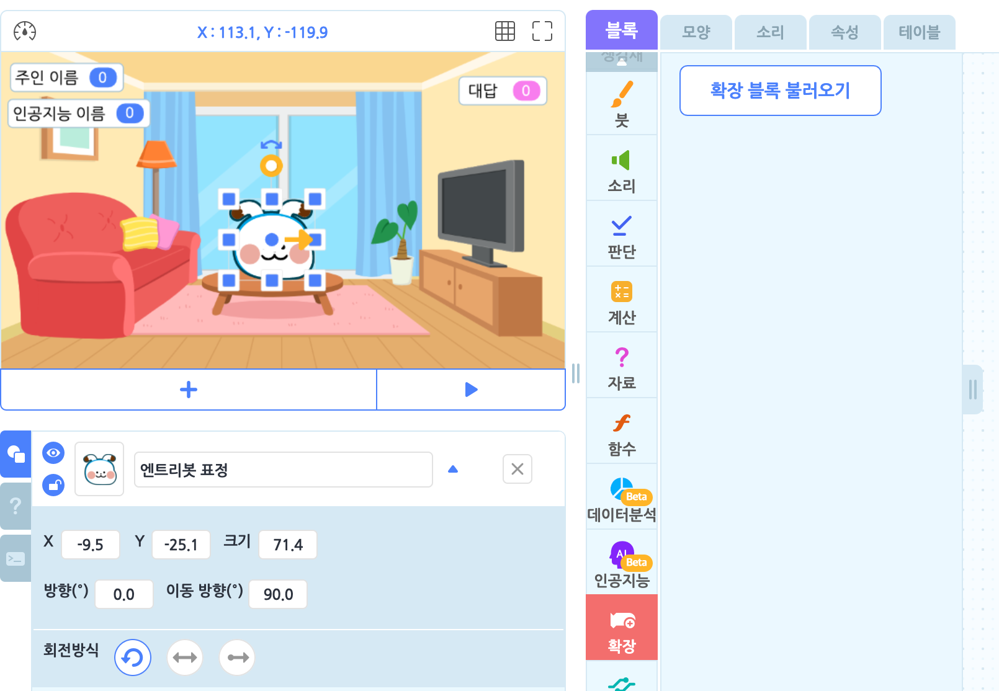 X : 113.1, Y : -119.9
주인 이름 0
인공지능 이름 0
대답 0
엔트리봇 표정
X -9.5 Y -25.1 크기 71.4
방향(°) 0.0 이동 방향(°) 90.0
회전방식
블록 모양 소리 속성 테이블
생김새
붓
소리
판단
계산
자료
함수
Beta
데이터분석
AI
Beta
인공지능
확장
확장 블록 불러오기